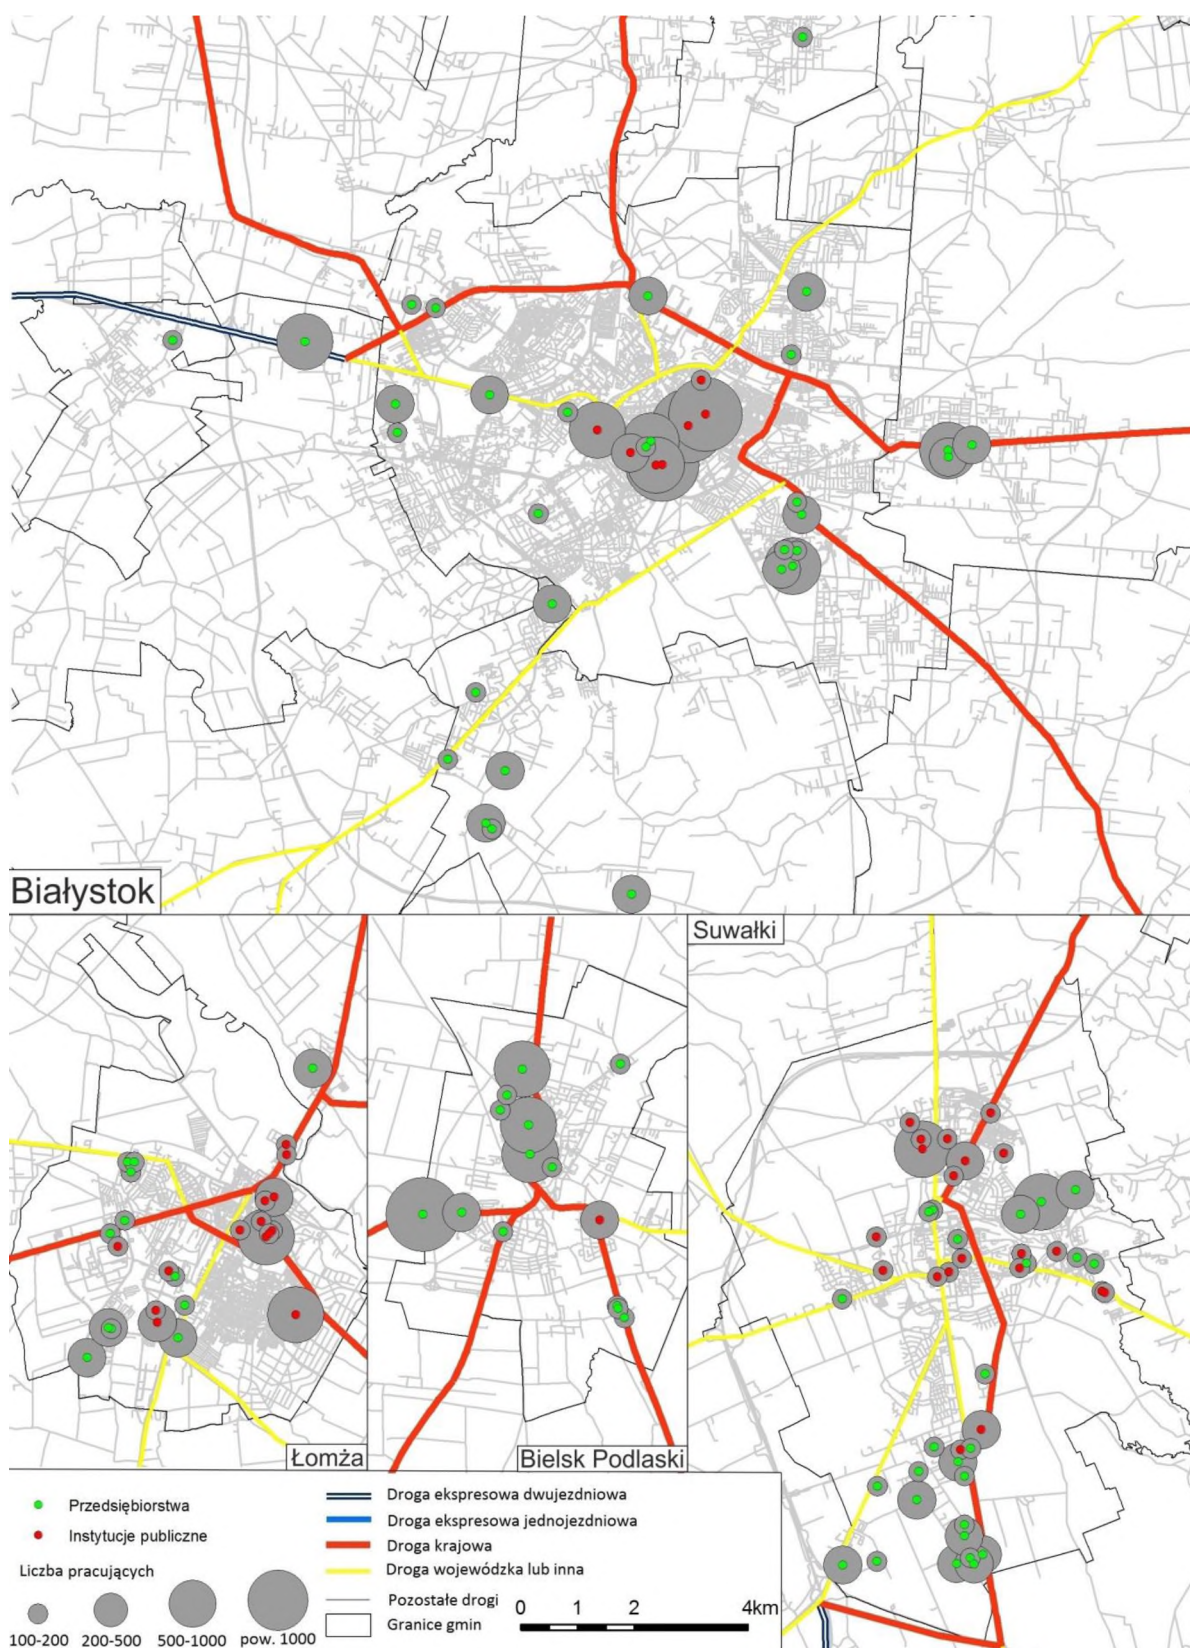 Białystok
Suwałki
Łomża
Bielsk Podlaski
Przedsiębiorstwa
Instytucje publiczne
Liczba pracujących
100-200
200-500
500-1000
pow. 1000
Droga ekspresowa dwujezdniowa
Droga ekspresowa jednojezdniowa
Droga krajowa
Droga wojewódzka lub inna
Pozostałe drogi
Granice gmin
0 1 2 4km